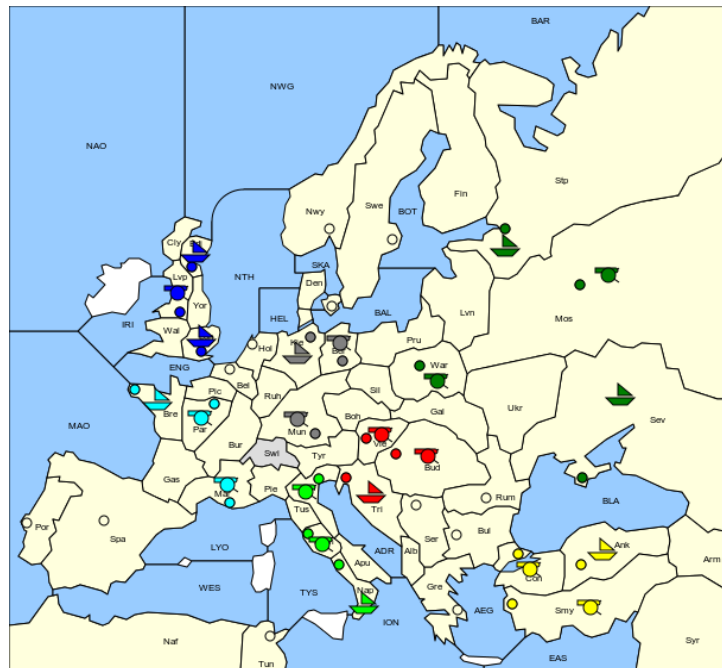 BAR
NWG
NAO
Stp
Fin
Swe
Nwy
BOT
Cly
Edi
SKA
Lvp
NTH
Den
Yor
Lvn
Mos
IRI
HEL
BAL
Wal
Kie
Ber
Pru
Hol
ENG
War
Bel
Pic
Ruh
Sil
Ukr
MAO
Bre
Boh
Gal
Sev
Par
Mun
Vie
Bur
Tyr
Bud
Swi
Gas
Mar
Pie
Tri
Rum
Por
Tus
BLA
Spa
Ser
Bul
Ank
LYO
ADR
Alb
Arm
Apu
Con
WES
TYS
Nap
Gre
Smy
AEG
ION
Syr
Naf
EAS
Tun